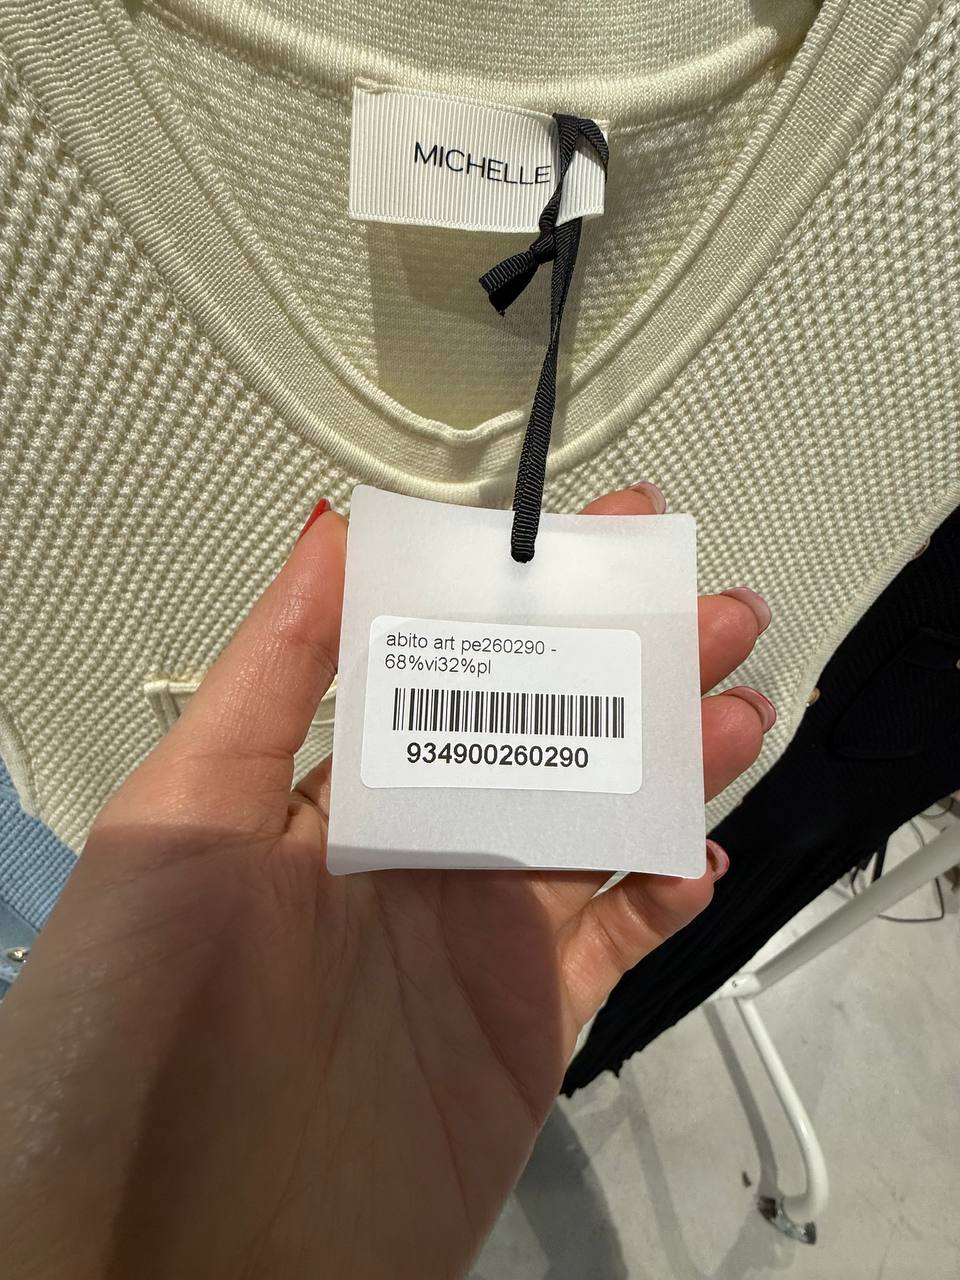 MICHELLE
abito art pe260290 -
68%vi32%pl
934900260290